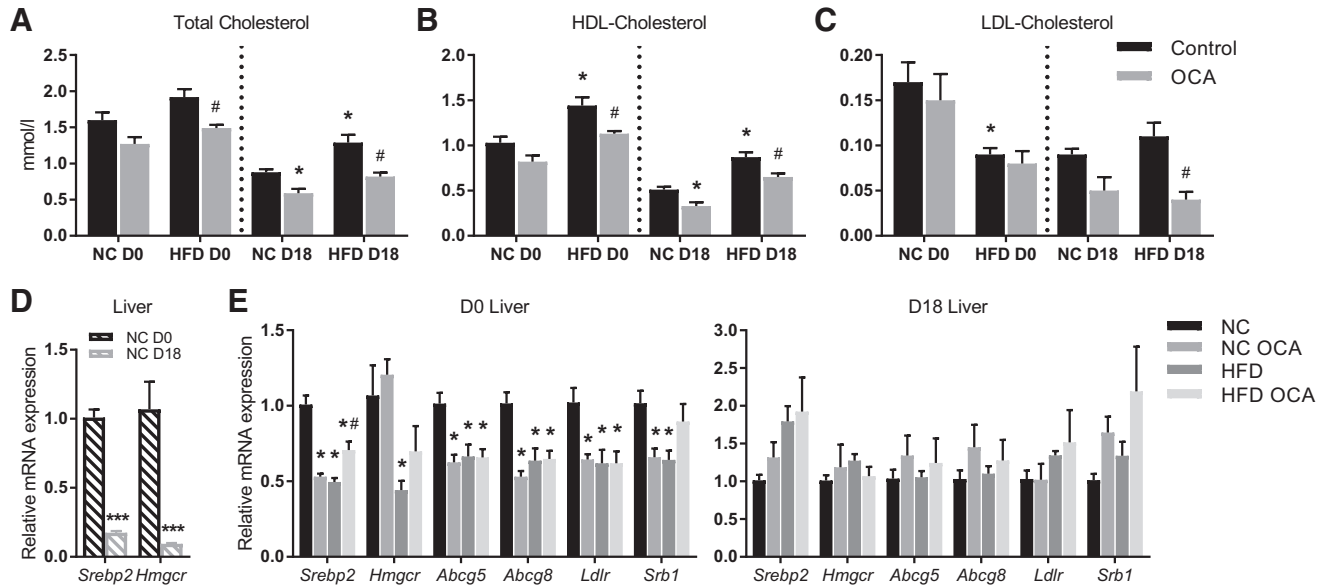 A
Total Cholesterol
mmol/l
2.5
2.0
1.5
1.0
0.5
0.0
#
*
*
#
NC D0 HFD D0 NC D18 HFD D18
B
HDL-Cholesterol
2.0
1.5
1.0
0.5
0.0
*
#
*
*
#
NC D0 HFD D0 NC D18 HFD D18
C
LDL-Cholesterol
0.20
0.15
0.10
0.05
0.00
*
#
NC D0 HFD D0 NC D18 HFD D18
Control
OCA
D
Liver
NC D0
NC D18
Relative mRNA expression
1.5
1.0
0.5
0.0
*** ***
Srebp2 Hmgcr
E
D0 Liver
Relative mRNA expression
1.5
1.0
0.5
0.0
* * *# * * * * * * * * * * * *
Srebp2 Hmgcr Abcg5 Abcg8 Ldlr Srb1
D18 Liver
3.0
2.5
2.0
1.5
1.0
0.5
0.0
Srebp2 Hmgcr Abcg5 Abcg8 Ldlr Srb1
NC
NC OCA
HFD
HFD OCA